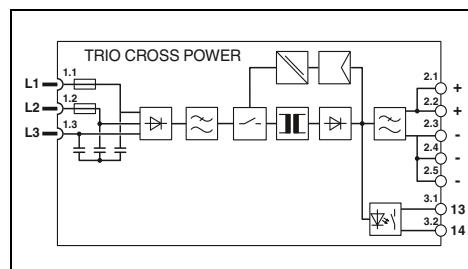 TRIO CROSS POWER
L1 1.1
L2 1.2
L3 1.3
2.1 +
2.2 +
2.3 -
2.4 -
2.5 -
3.1 13
3.2 14